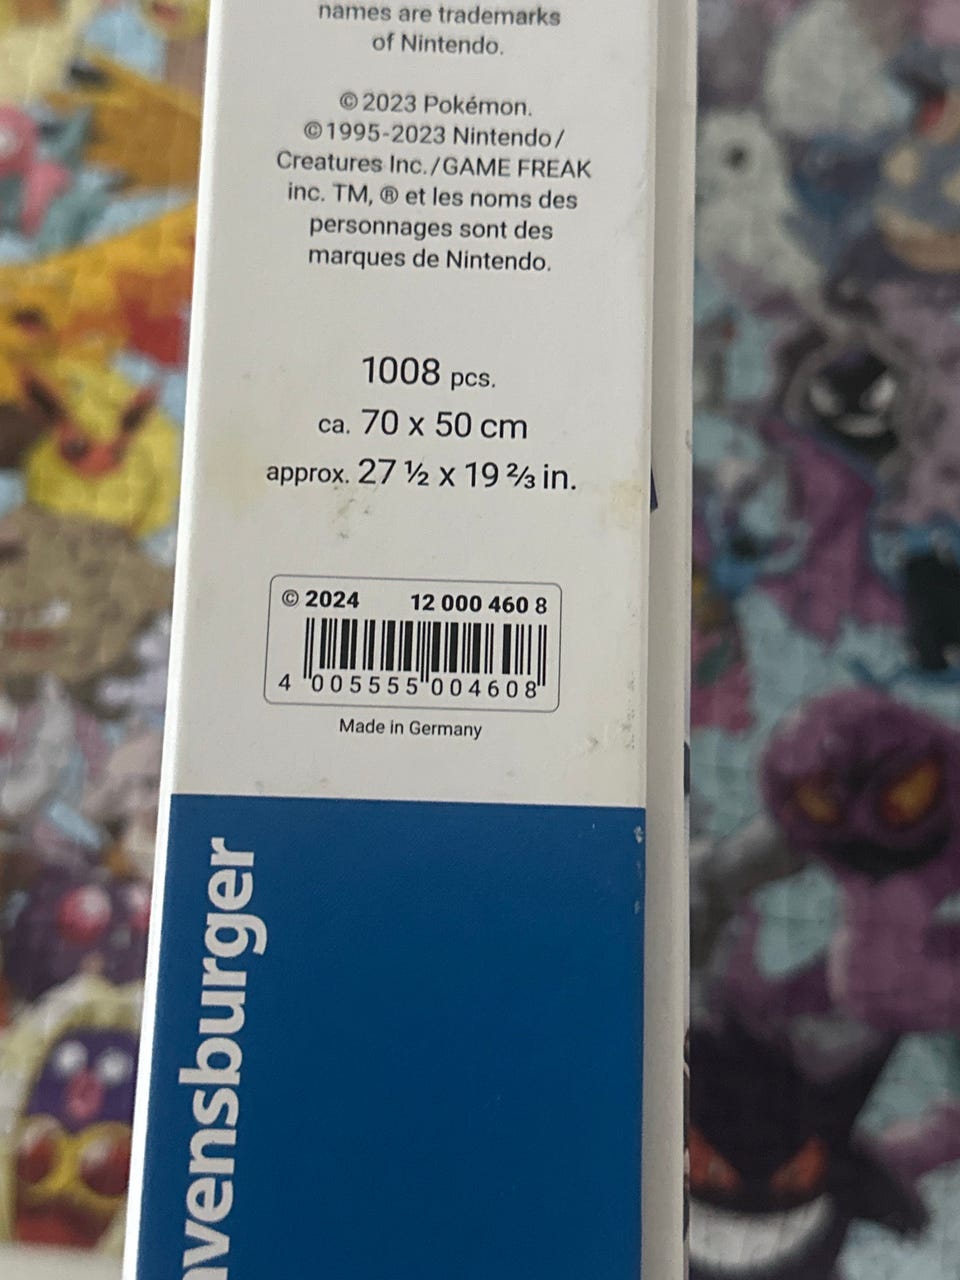 names are trademarks
of Nintendo.
©2023 Pokémon.
©1995-2023 Nintendo/
Creatures Inc./GAME FREAK
inc. TM, ® et les noms des
personnages sont des
marques de Nintendo.
1008 pcs.
ca. 70 x 50 cm
approx. 27 ½ x 19 ⅔ in.
© 2024 12 000 460 8
4 005555 004608
Made in Germany
vensburger